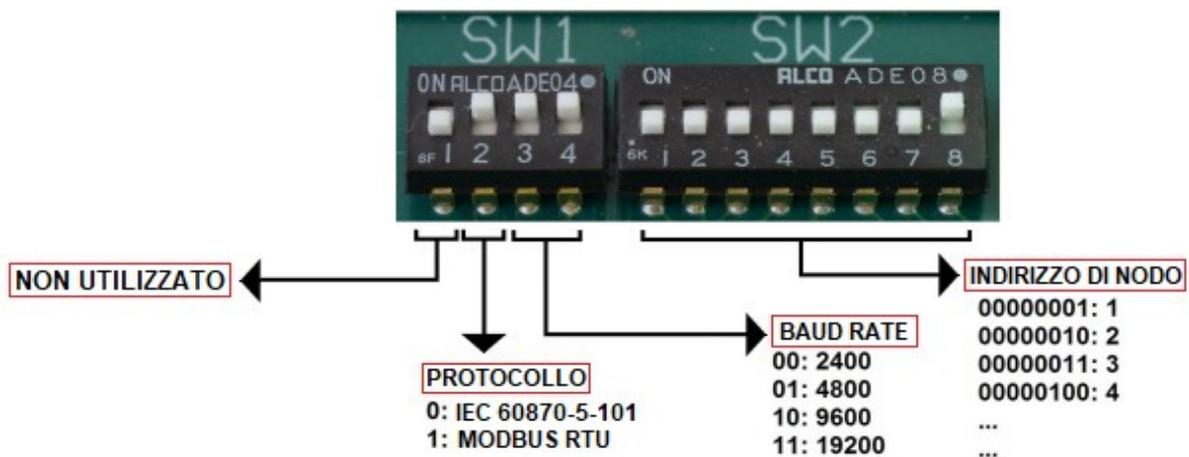 SW1 SW2
ON ALCO ADE04
ON ALCO ADE08
6F 1 2 3 4
6K 1 2 3 4 5 6 7 8
NON UTILIZZATO
PROTOCOLLO
0: IEC 60870-5-101
1: MODBUS RTU
BAUD RATE
00: 2400
01: 4800
10: 9600
11: 19200
INDIRIZZO DI NODO
00000001: 1
00000010: 2
00000011: 3
00000100: 4
...
...